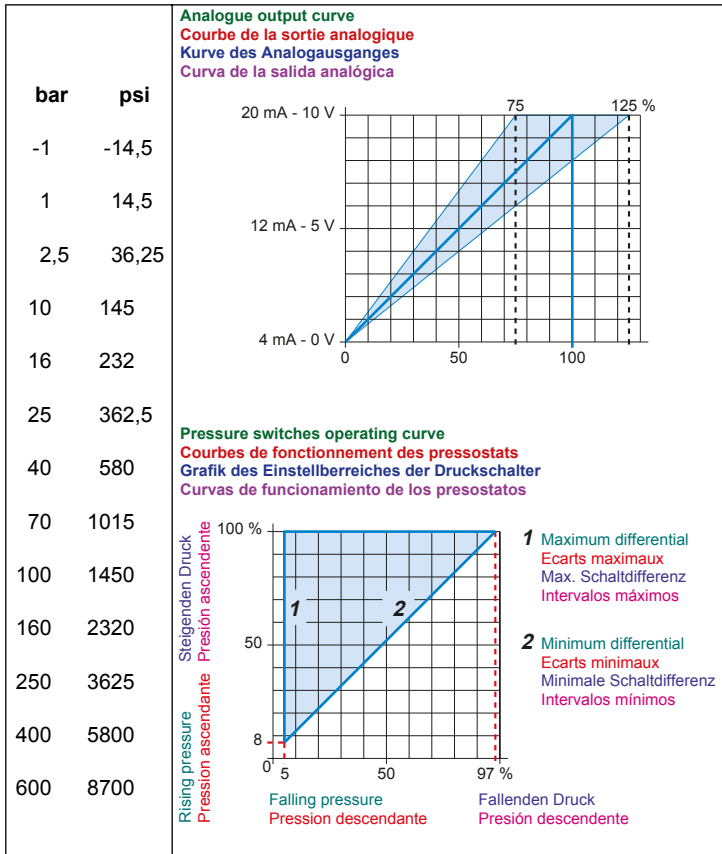 bar psi
-1 -14,5
1 14,5
2,5 36,25
10 145
16 232
25 362,5
40 580
70 1015
100 1450
160 2320
250 3625
400 5800
600 8700
Analogue output curve
Courbe de la sortie analogique
Kurve des Analogausganges
Curva de la salida analógica
75 125 %
20 mA - 10 V
12 mA - 5 V
4 mA - 0 V
0 50 100
Pressure switches operating curve
Courbes de fonctionnement des pressostats
Grafik des Einstellberreiches der Druckschalter
Curvas de funcionamiento de los presostatos
Steigenden Druck
Presión ascendente
Rising pressure
Pression ascendante
100 %
50
8
0 5 50 97 %
1 2
Falling pressure
Pression descendante
Fallenden Druck
Presión descendente
1 Maximum differential
Ecarts maximaux
Max. Schaltdifferenz
Intervalos máximos
2 Minimum differential
Ecarts minimaux
Minimale Schaltdifferenz
Intervalos mínimos